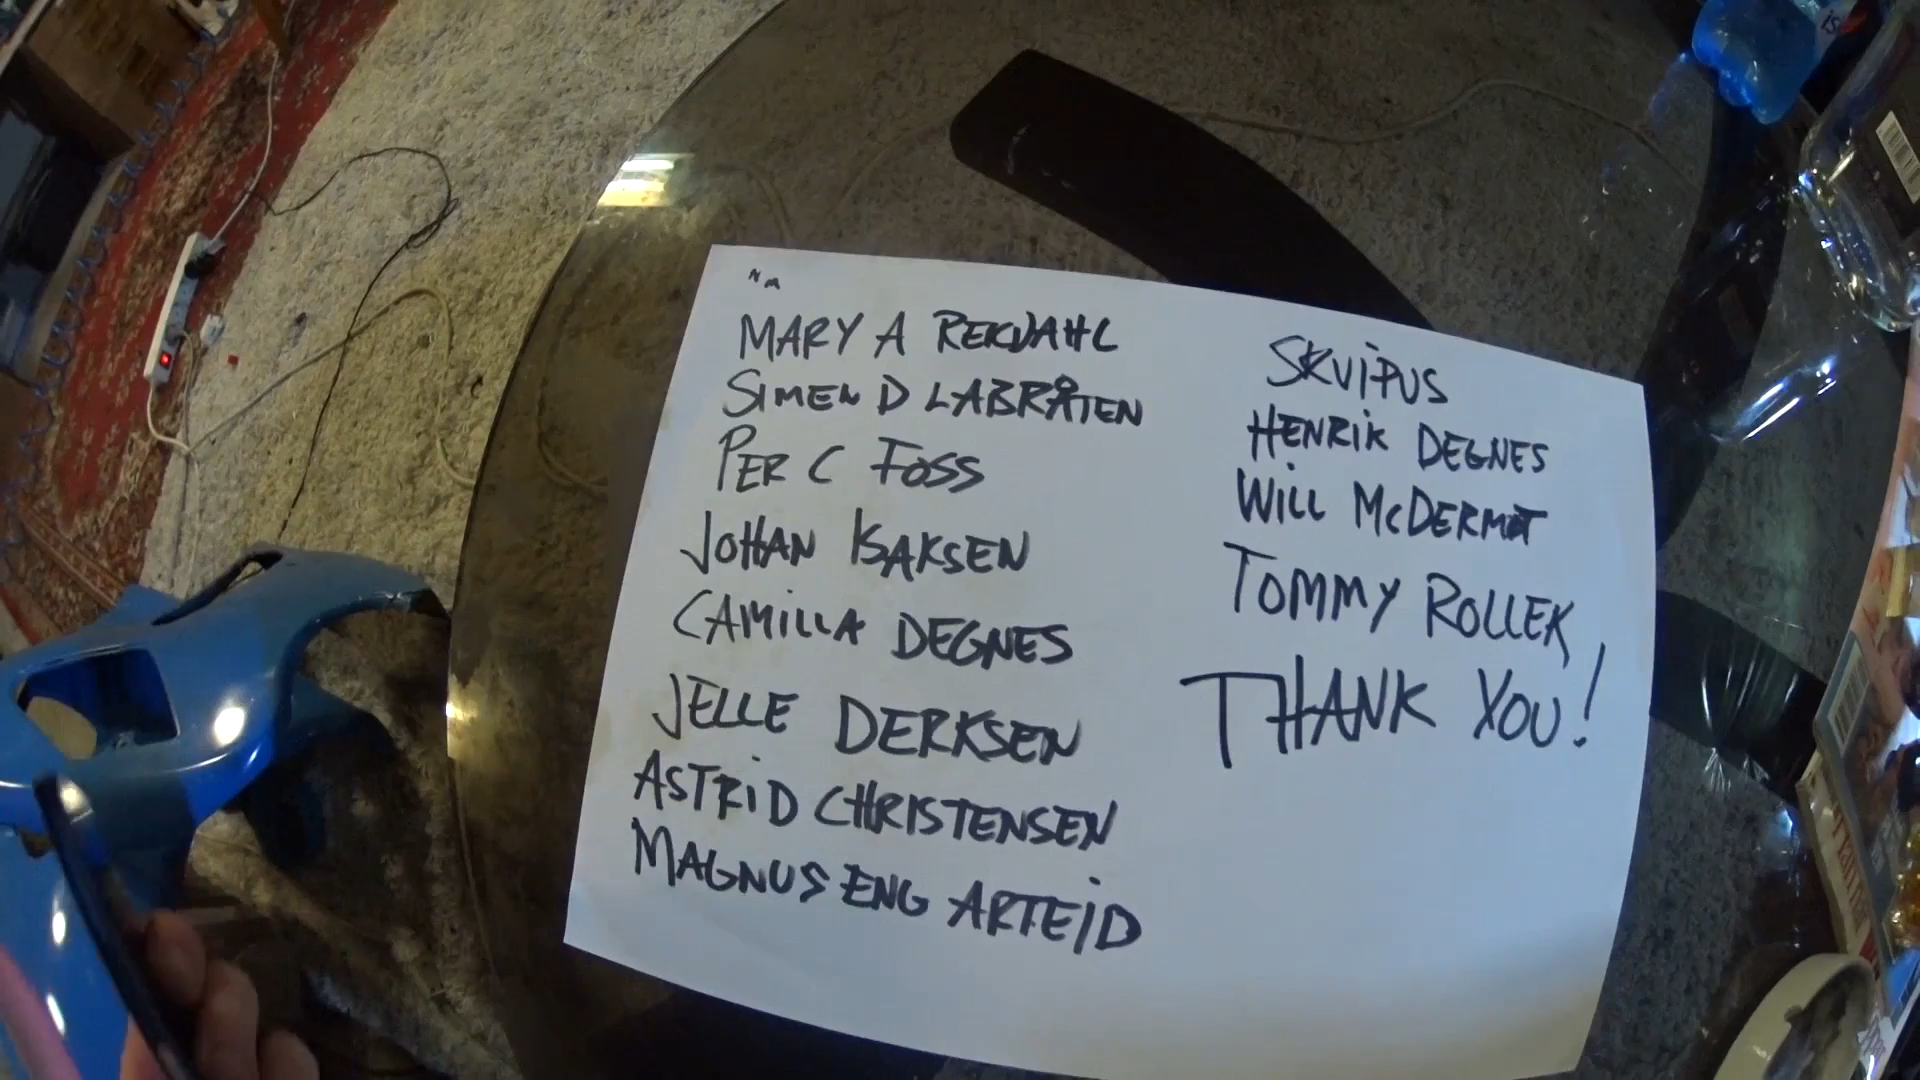 MARY A REKDAHL
SIMEN D LABRÅTEN
PER C FOSS
JOHAN ISAKSEN
CAMILLA DEGNES
JELLE DERKSEN
ASTRiD CHRISTENSEN
MAGNUS ENG ARTEiD
SKViPUS
HENRiK DEGNES
WiLL McDERMOT
TOMMY ROLLEK
THANK YOU!